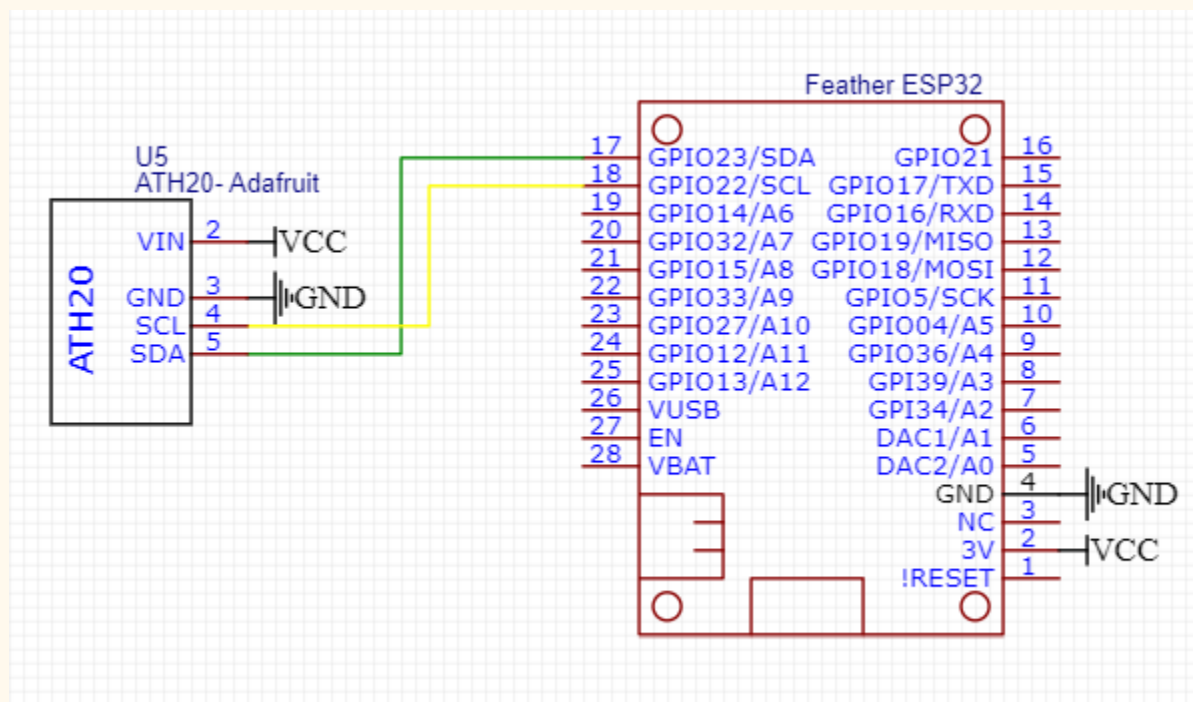 Feather ESP32
U5
ATH20- Adafruit
ATH20
VIN 2 VCC
GND 3 GND
SCL 4
SDA 5
17 GPIO23/SDA GPIO21 16
18 GPIO22/SCL GPIO17/TXD 15
19 GPIO14/A6 GPIO16/RXD 14
20 GPIO32/A7 GPIO19/MISO 13
21 GPIO15/A8 GPIO18/MOSI 12
22 GPIO33/A9 GPIO5/SCK 11
23 GPIO27/A10 GPIO04/A5 10
24 GPIO12/A11 GPIO36/A4 9
25 GPIO13/A12 GPI39/A3 8
26 VUSB GPI34/A2 7
27 EN DAC1/A1 6
28 VBAT DAC2/A0 5
GND 4 GND
NC 3
3V 2 VCC
!RESET 1